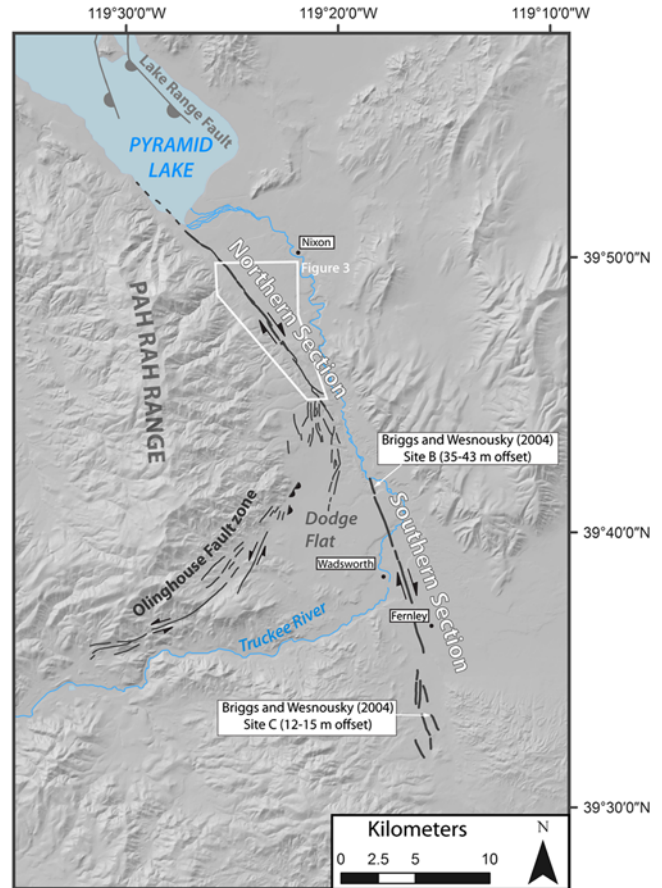 119°30'0"W
119°20'0"W
119°10'0"W
Lake Range Fault
PYRAMID
LAKE
Nixon
39°50'0"N
Figure 3
Northern Section
PAH RAH RANGE
Briggs and Wesnousky (2004)
Site B (35-43 m offset)
Southern Section
Dodge
Flat
39°40'0"N
Olinghouse Fault zone
Wadsworth
Fernley
Truckee River
Briggs and Wesnousky (2004)
Site C (12-15 m offset)
39°30'0"N
Kilometers
N
0 2.5 5 10